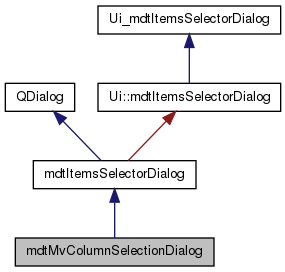 Ui_mdtItemsSelectorDialog
QDialog
Ui::mdtItemsSelectorDialog
mdtItemsSelectorDialog
mdtMvColumnSelectionDialog